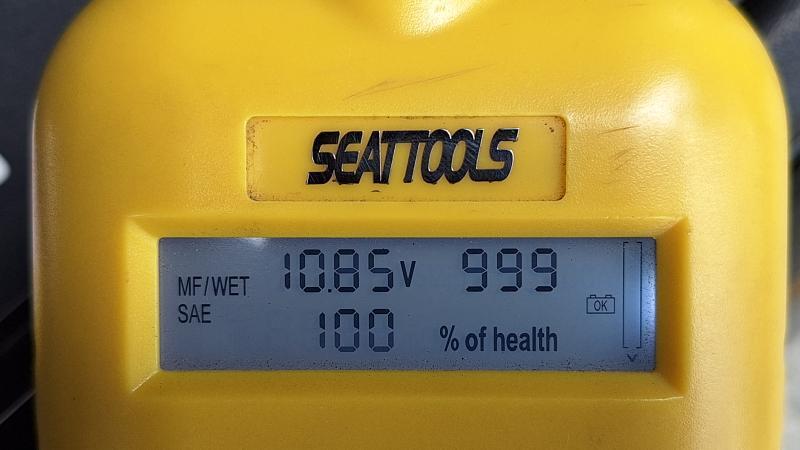 SEATTOOLS
MF/WET 10.85V 999
SAE 100 % of health
OK